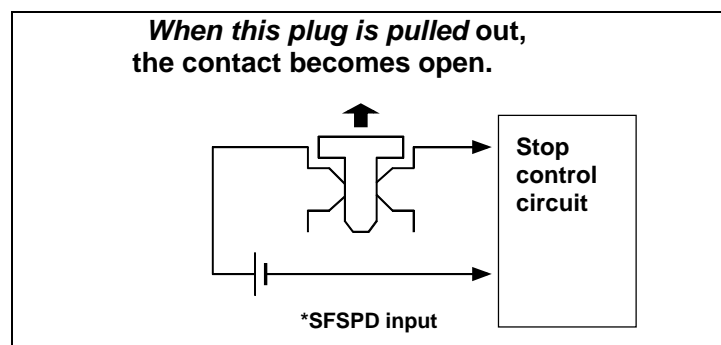 When this plug is pulled out,
the contact becomes open.
Stop
control
circuit
*SFSPD input